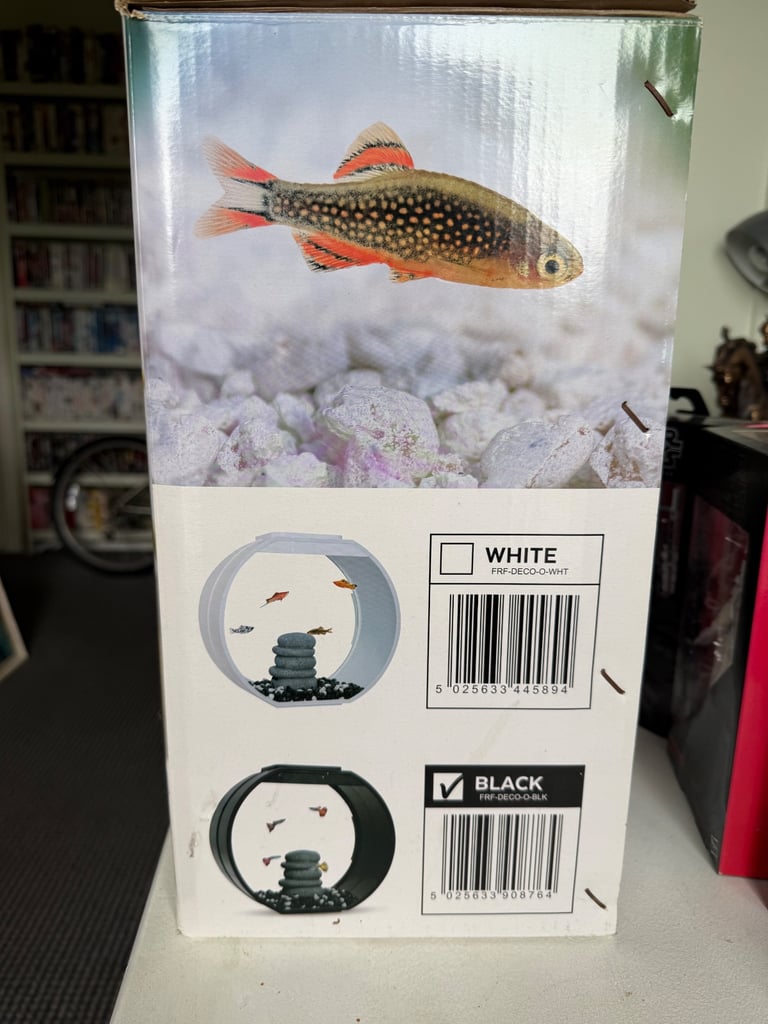 WHITE
FRF-DECO-O-WHT
5 025633 445894
BLACK
FRF-DECO-O-BLK
5 025633 908764